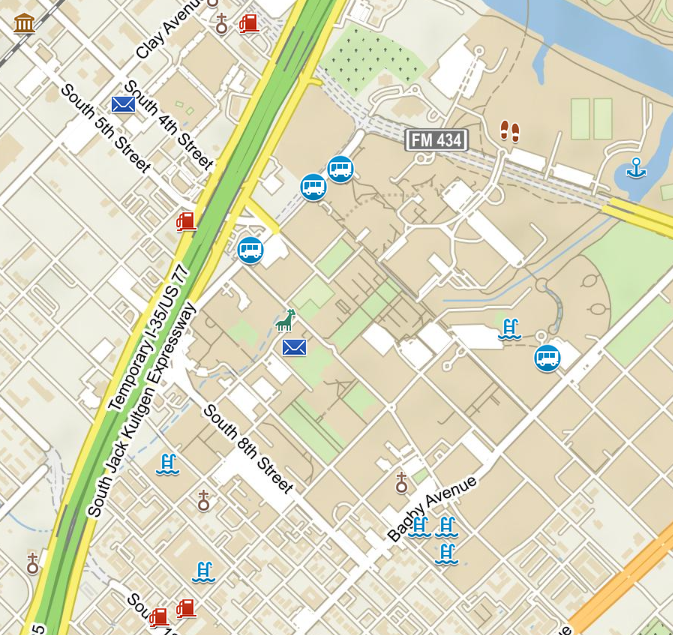 Clay Avenue
South 4th Street
South 5th Street
FM 434
Temporary I-35/US 77
South Jack Kultgen Expressway
South 8th Street
Bagby Avenue